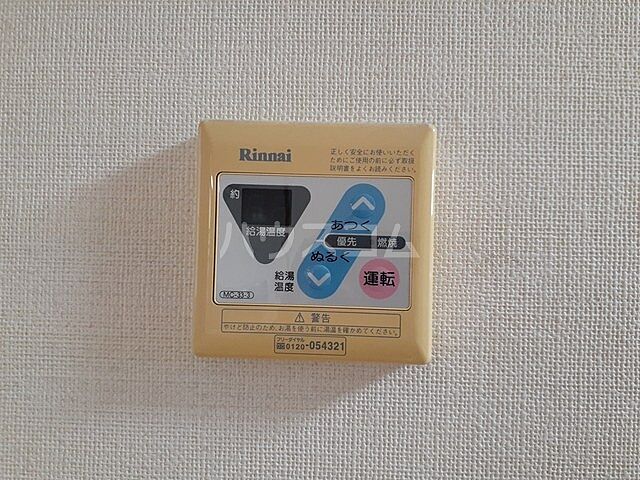 Rinnai
正しく安全にお使いいただく
ためにご使用の前に必ず取扱
説明書をよくお読みください。
約
給湯温度
あつく
優先 燃焼
ぬるく
給湯
温度
運転
MC-33-3
⚠ 警告
やけど防止のため、お湯を使う前に湯温を確かめてください。
フリーダイヤル
0120-054321